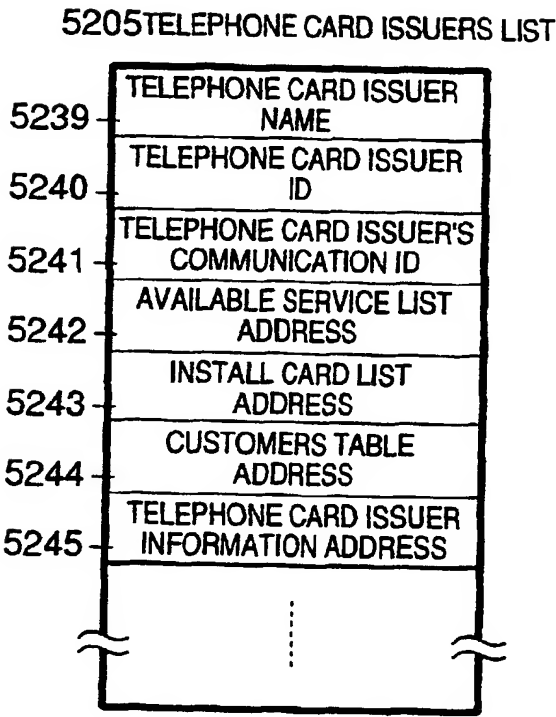 5205TELEPHONE CARD ISSUERS LIST
5239
TELEPHONE CARD ISSUER
NAME
5240
TELEPHONE CARD ISSUER
ID
5241
TELEPHONE CARD ISSUER'S
COMMUNICATION ID
5242
AVAILABLE SERVICE LIST
ADDRESS
5243
INSTALL CARD LIST
ADDRESS
5244
CUSTOMERS TABLE
ADDRESS
5245
TELEPHONE CARD ISSUER
INFORMATION ADDRESS